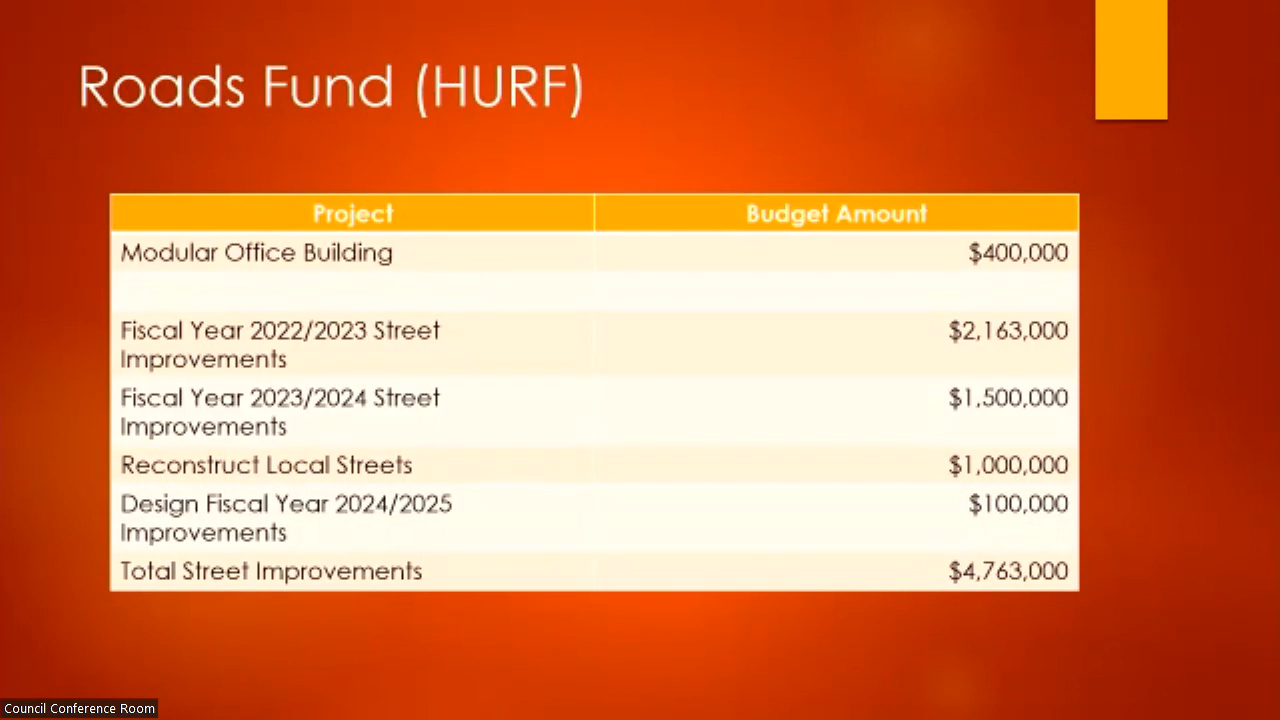 Roads Fund (HURF)
Project Budget Amount
Modular Office Building $400,000
Fiscal Year 2022/2023 Street $2,163,000
Improvements
Fiscal Year 2023/2024 Street $1,500,000
Improvements
Reconstruct Local Streets $1,000,000
Design Fiscal Year 2024/2025 $100,000
Improvements
Total Street Improvements $4,763,000
Council Conference Room